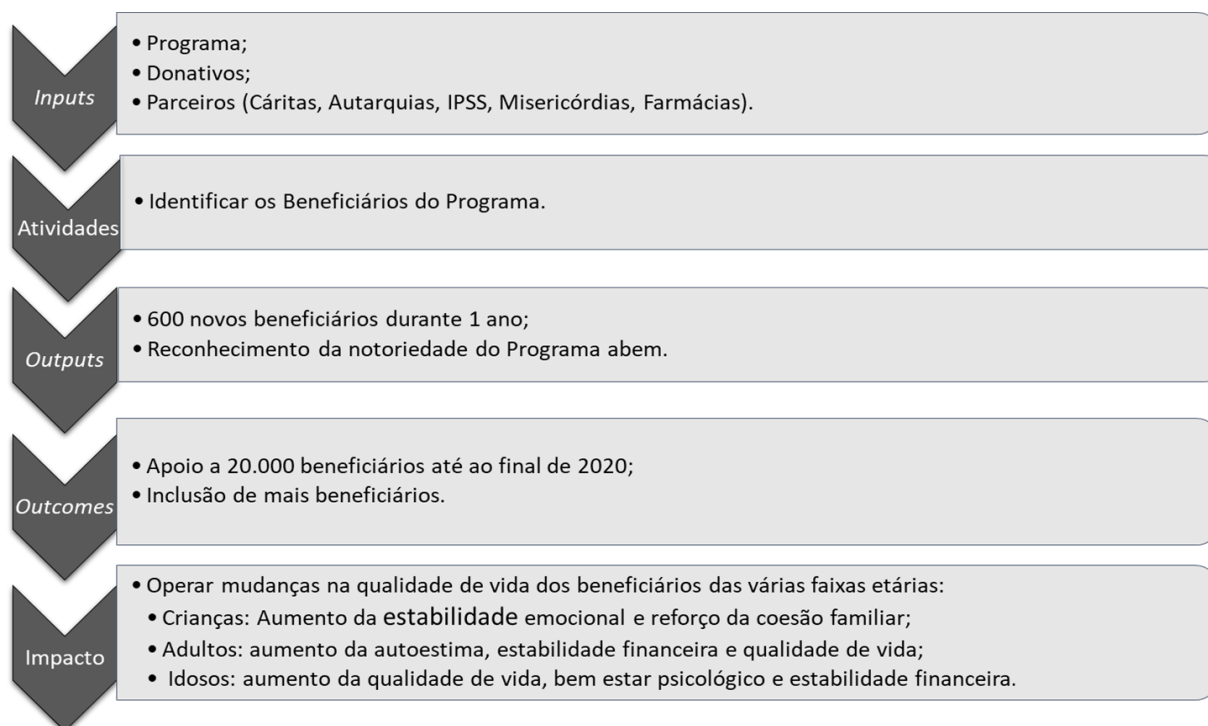 Inputs
• Programa;
• Donativos;
• Parceiros (Cáritas, Autarquias, IPSS, Misericórdias, Farmácias).
Atividades
• Identificar os Beneficiários do Programa.
Outputs
• 600 novos beneficiários durante 1 ano;
• Reconhecimento da notoriedade do Programa abem.
Outcomes
• Apoio a 20.000 beneficiários até ao final de 2020;
• Inclusão de mais beneficiários.
Impacto
• Operar mudanças na qualidade de vida dos beneficiários das várias faixas etárias:
• Crianças: Aumento da estabilidade emocional e reforço da coesão familiar;
• Adultos: aumento da autoestima, estabilidade financeira e qualidade de vida;
• Idosos: aumento da qualidade de vida, bem estar psicológico e estabilidade financeira.